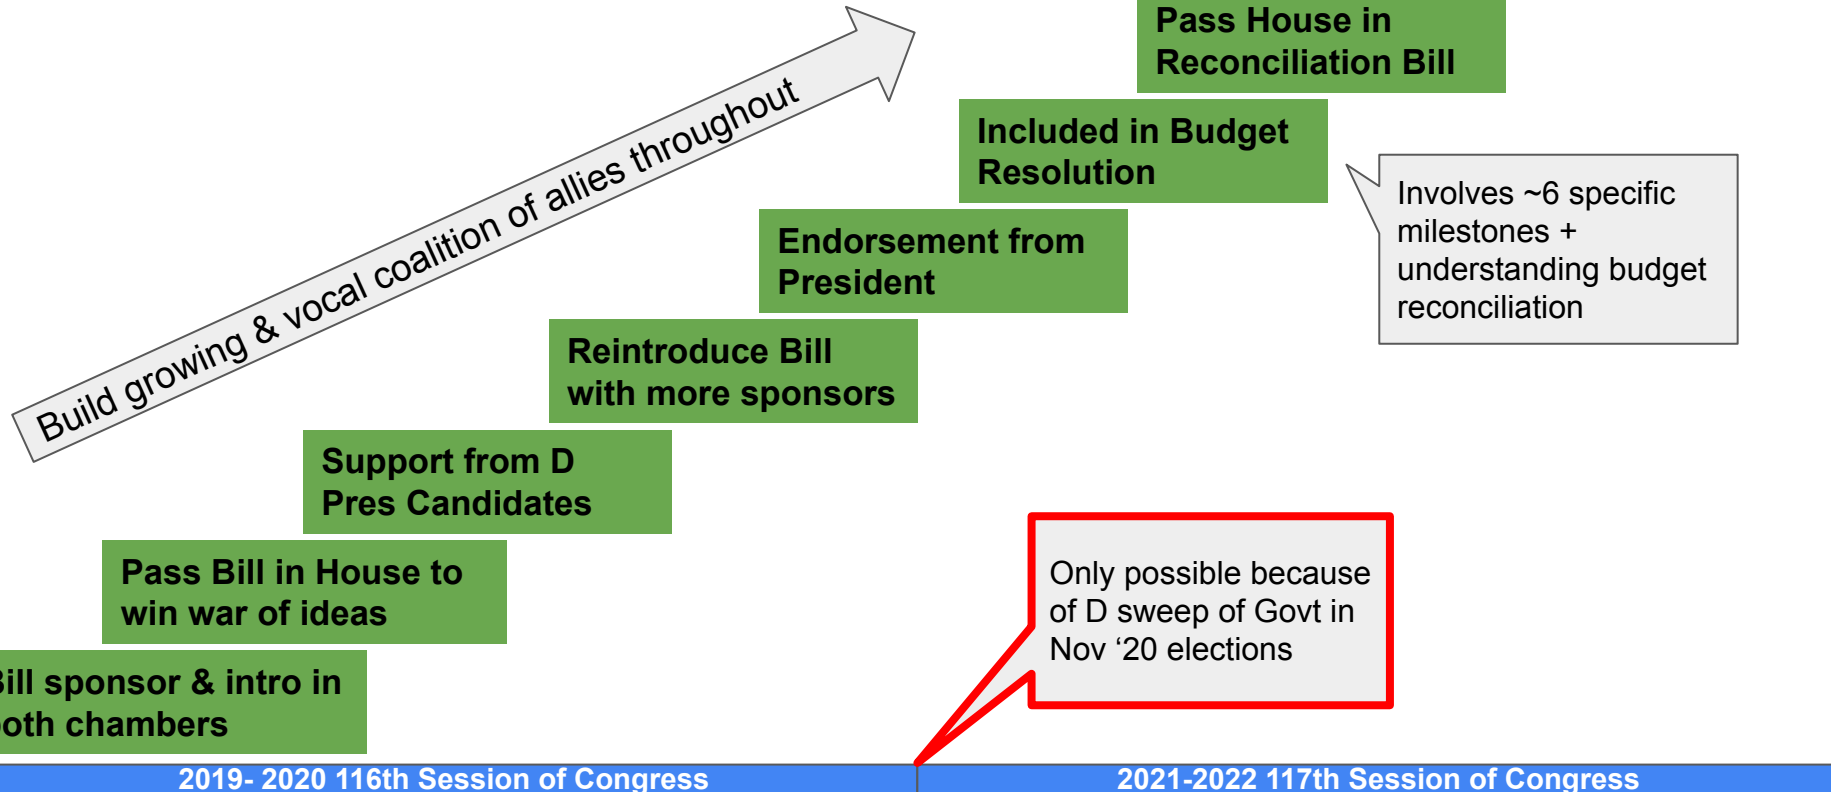 Pass House in
Reconciliation Bill
Included in Budget
Resolution
Involves ~6 specific
milestones +
understanding budget
reconciliation
Build growing & vocal coalition of allies throughout
Endorsement from
President
Reintroduce Bill
with more sponsors
Support from D
Pres Candidates
Pass Bill in House to
win war of ideas
Only possible because
of D sweep of Govt in
Nov ‘20 elections
Bill sponsor & intro in
both chambers
2019- 2020 116th Session of Congress
2021-2022 117th Session of Congress